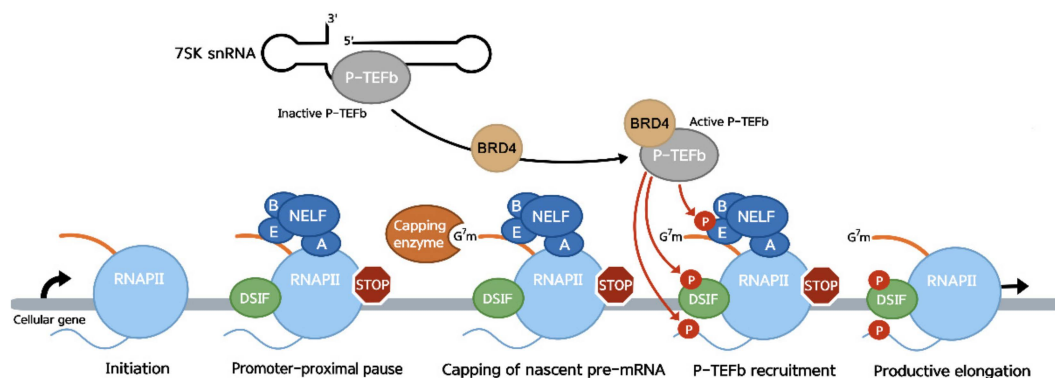 3'
5'
7SK snRNA
P-TEFb
Inactive P-TEFb
BRD4
BRD4
Active P-TEFb
P-TEFb
RNAPII
Cellular gene
Initiation
B
NELF
E
A
RNAPII
STOP
DSIF
Promoter-proximal pause
Capping
enzyme
G⁷m
B
NELF
E
A
RNAPII
STOP
DSIF
Capping of nascent pre-mRNA
P
B
NELF
E
A
G⁷m
RNAPII
STOP
P
DSIF
P
P-TEFb recruitment
G⁷m
RNAPII
P
DSIF
P
Productive elongation